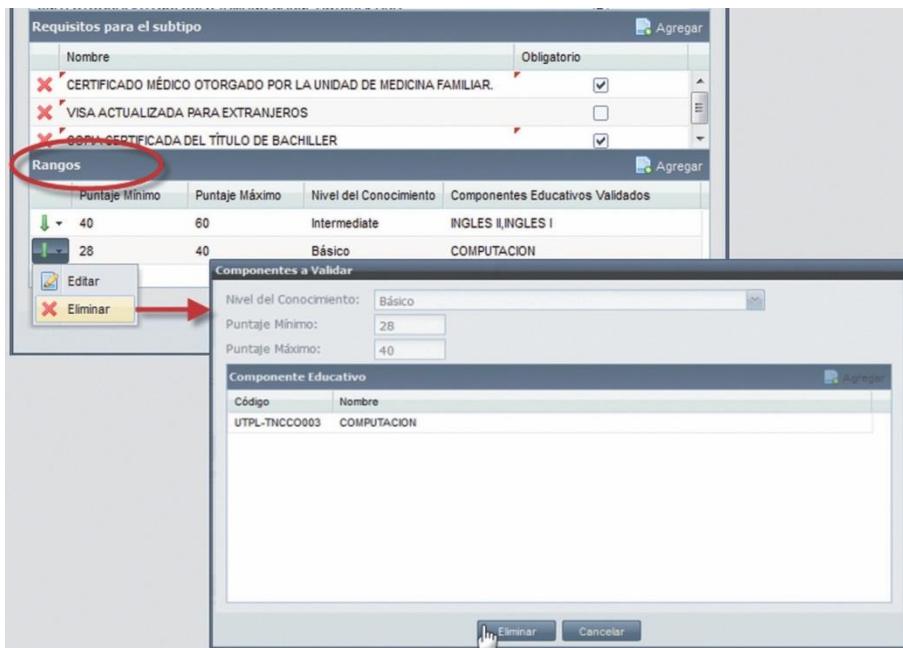 Requisitos para el subtipo Agregar
Nombre Obligatorio
CERTIFICADO MÉDICO OTORGADO POR LA UNIDAD DE MEDICINA FAMILIAR.
VISA ACTUALIZADA PARA EXTRANJEROS
COPIA CERTIFICADA DEL TÍTULO DE BACHILLER
Rangos Agregar
Puntaje Mínimo Puntaje Máximo Nivel del Conocimiento Componentes Educativos Validados
40 60 Intermediate INGLES II,INGLES I
28 40 Básico COMPUTACION
Editar
Eliminar
Componentes a Validar
Nivel del Conocimiento: Básico
Puntaje Mínimo: 28
Puntaje Máximo: 40
Componente Educativo Agregar
Código Nombre
UTPL-TNCCO003 COMPUTACION
Eliminar Cancelar